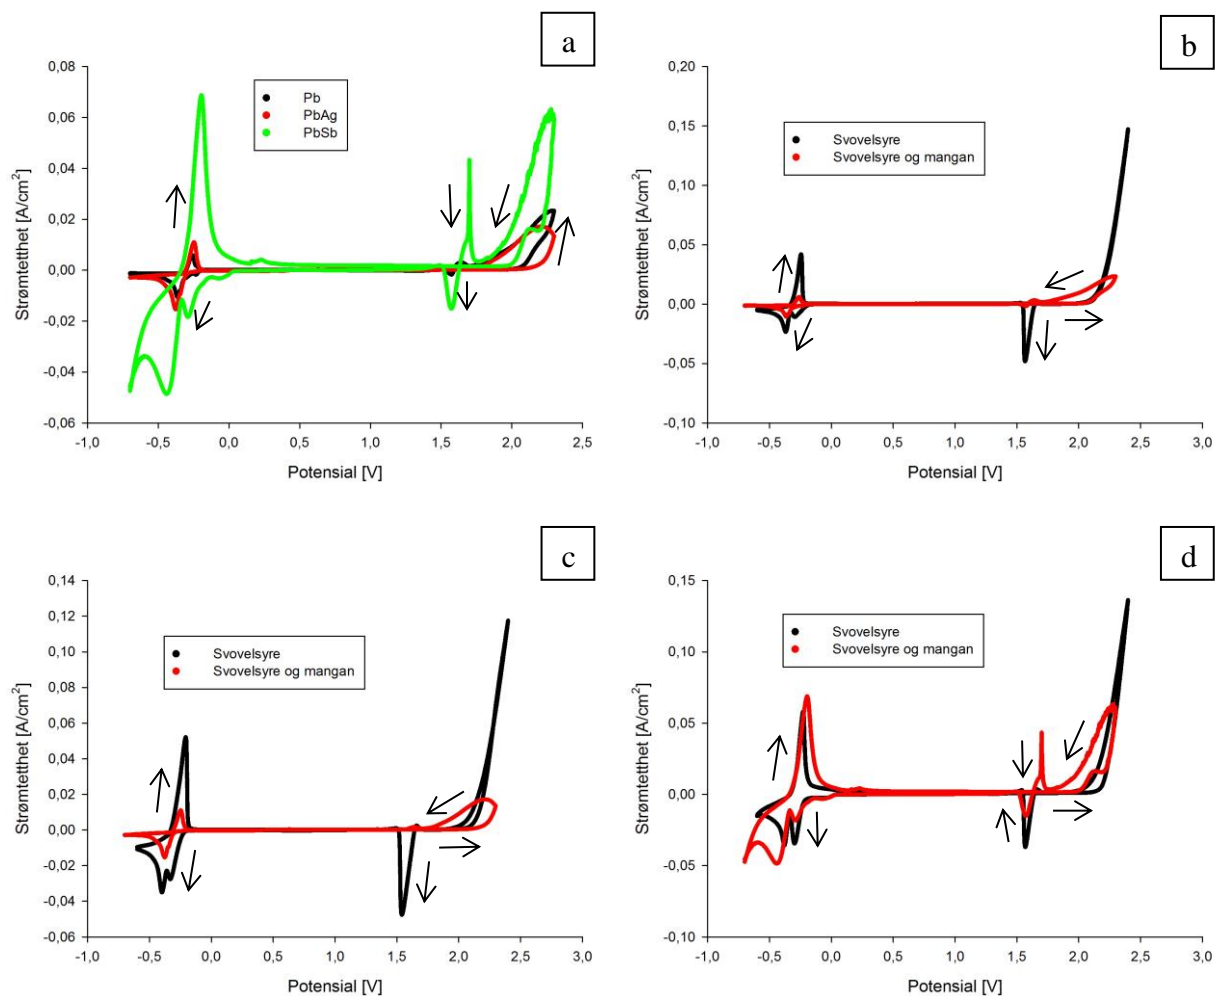 a
0,08
0,06
0,04
0,02
0,00
-0,02
-0,04
-0,06
Strømtetthet [A/cm²]
Pb
PbAg
PbSb
-1,0 -0,5 0,0 0,5 1,0 1,5 2,0 2,5
Potensial [V]
b
0,20
0,15
0,10
0,05
0,00
-0,05
-0,10
Strømtetthet [A/cm²]
Svovelsyre
Svovelsyre og mangan
-1,0 -0,5 0,0 0,5 1,0 1,5 2,0 2,5 3,0
Potensial [V]
c
0,14
0,12
0,10
0,08
0,06
0,04
0,02
0,00
-0,02
-0,04
-0,06
Strømtetthet [A/cm²]
Svovelsyre
Svovelsyre og mangan
-1,0 -0,5 0,0 0,5 1,0 1,5 2,0 2,5 3,0
Potensial [V]
d
0,15
0,10
0,05
0,00
-0,05
-0,10
Strømtetthet [A/cm²]
Svovelsyre
Svovelsyre og mangan
-1,0 -0,5 0,0 0,5 1,0 1,5 2,0 2,5 3,0
Potensial [V]